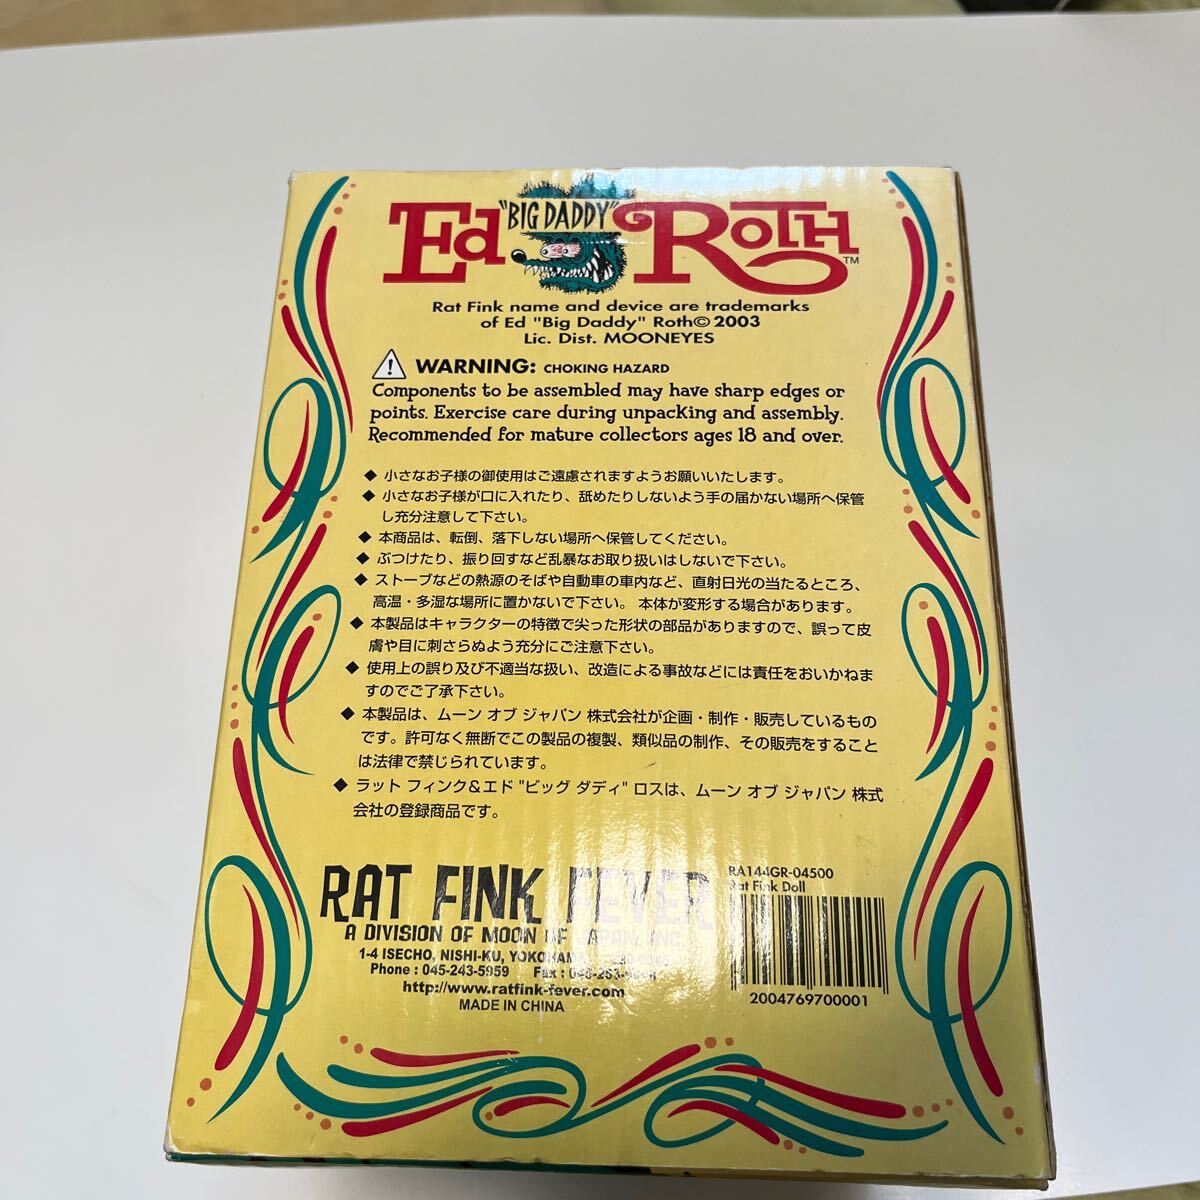 Ed "BIG DADDY" ROTH™
Rat Fink name and device are trademarks
of Ed "Big Daddy" Roth© 2003
Lic. Dist. MOONEYES
WARNING: CHOKING HAZARD
Components to be assembled may have sharp edges or
points. Exercise care during unpacking and assembly.
Recommended for mature collectors ages 18 and over.
◆ 小さなお子様の御使用はご遠慮されますようお願いいたします。
◆ 小さなお子様が口に入れたり、舐めたりしないよう手の届かない場所へ保管
し充分注意して下さい。
◆ 本商品は、転倒、落下しない場所へ保管してください。
◆ ぶつけたり、振り回すなど乱暴なお取り扱いはしないで下さい。
◆ ストーブなどの熱源のそばや自動車の車内など、直射日光の当たるところ、
高温・多湿な場所に置かないで下さい。 本体が変形する場合があります。
◆ 本製品はキャラクターの特徴で尖った形状の部品がありますので、誤って皮
膚や目に刺さらぬよう充分にご注意下さい。
◆ 使用上の誤り及び不適当な扱い、改造による事故などには責任をおいかねま
すのでご了承下さい。
◆ 本製品は、ムーン オブ ジャパン 株式会社が企画・制作・販売しているもの
です。許可なく無断でこの製品の複製、類似品の制作、その販売をすること
は法律で禁じられています。
◆ ラット フィンク&エド "ビッグ ダディ" ロスは、ムーン オブ ジャパン 株式
会社の登録商品です。
RAT FINK FEVER
A DIVISION OF MOON OF JAPAN, INC.
1-4 ISECHO, NISHI-KU, YOKOHAMA
Phone : 045-243-5959 Fax :
http://www.ratfink-fever.com
MADE IN CHINA
RA144GR-04500
Rat Fink Doll
2004769700001